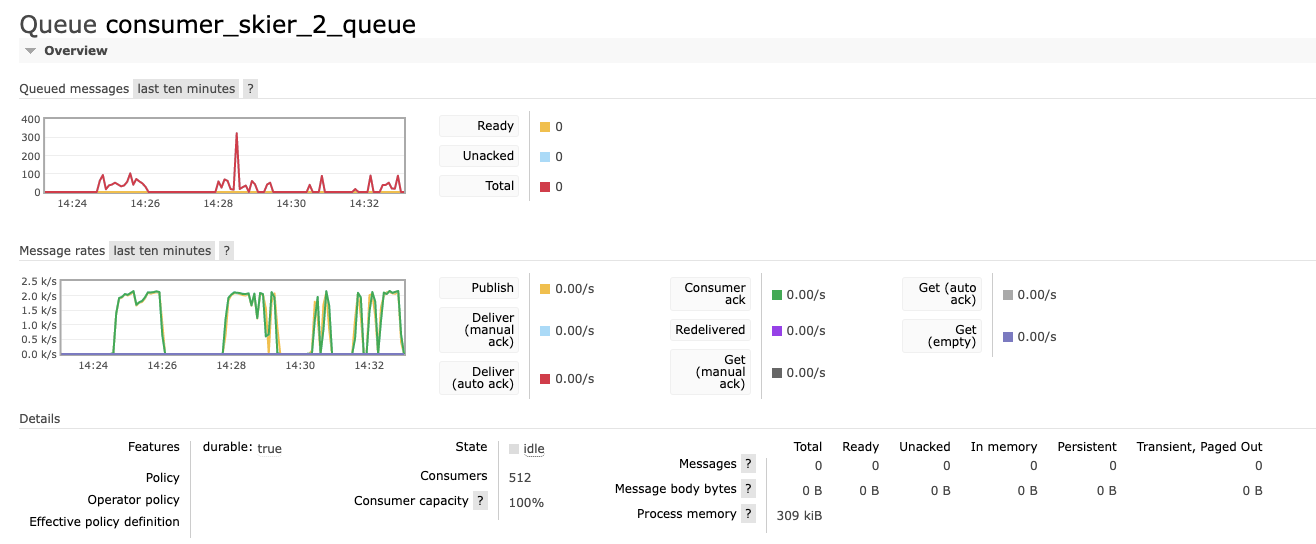 Queue consumer_skier_2_queue
Overview
Queued messages last ten minutes ?
400
300
200
100
0
14:24 14:26 14:28 14:30 14:32
Ready 0
Unacked 0
Total 0
Message rates last ten minutes ?
2.5 k/s
2.0 k/s
1.5 k/s
1.0 k/s
0.5 k/s
0.0 k/s
14:24 14:26 14:28 14:30 14:32
Publish 0.00/s
Deliver
(manual
ack)
0.00/s
Deliver
(auto ack)
0.00/s
Consumer
ack
0.00/s
Redelivered 0.00/s
Get
(manual
ack)
0.00/s
Get (auto
ack)
0.00/s
Get
(empty)
0.00/s
Details
Features durable: true
Policy
Operator policy
Effective policy definition
State idle
Consumers 512
Consumer capacity ? 100%
Total Ready Unacked In memory Persistent Transient, Paged Out
Messages ? 0 0 0 0 0 0
Message body bytes ? 0 B 0 B 0 B 0 B 0 B 0 B
Process memory ? 309 kiB